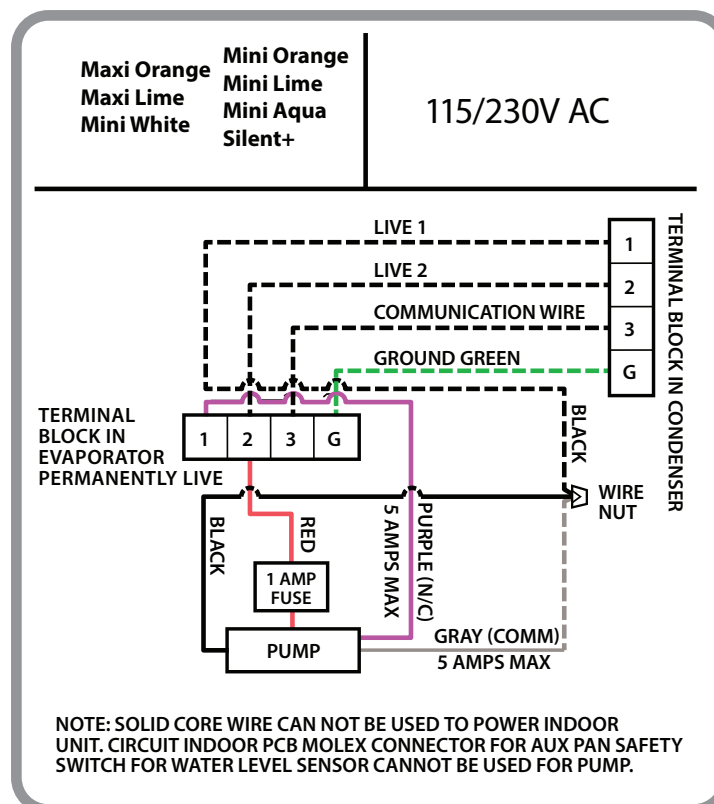 Maxi Orange
Maxi Lime
Mini White
Mini Orange
Mini Lime
Mini Aqua
Silent+
115/230V AC
LIVE 1
LIVE 2
COMMUNICATION WIRE
GROUND GREEN
1
2
3
G
TERMINAL BLOCK IN CONDENSER
TERMINAL
BLOCK IN
EVAPORATOR
PERMANENTLY LIVE
1 2 3 G
BLACK
WIRE
NUT
BLACK
RED
5 AMPS MAX
PURPLE (N/C)
1 AMP
FUSE
PUMP
GRAY (COMM)
5 AMPS MAX
NOTE: SOLID CORE WIRE CAN NOT BE USED TO POWER INDOOR
UNIT. CIRCUIT INDOOR PCB MOLEX CONNECTOR FOR AUX PAN SAFETY
SWITCH FOR WATER LEVEL SENSOR CANNOT BE USED FOR PUMP.